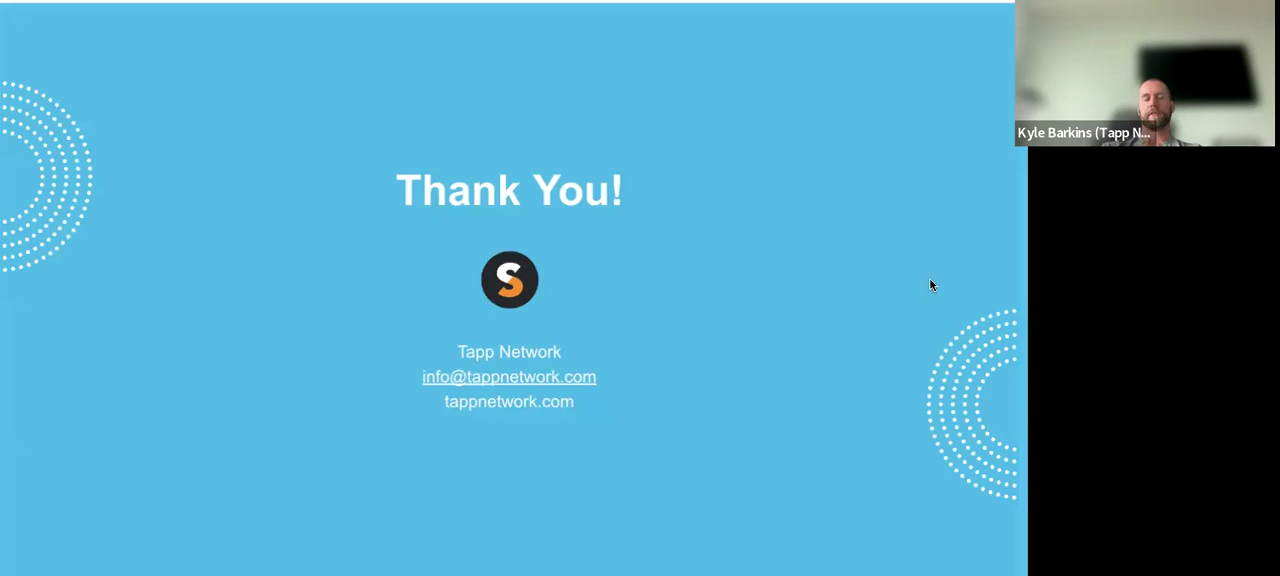 Thank You!
S
Tapp Network
info@tappnetwork.com
tappnetwork.com
Kyle Barkins (Tapp N...